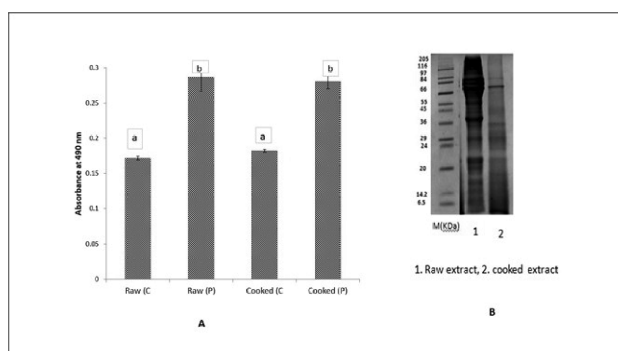 0.3
0.25
0.2
0.15
0.1
0.05
0
Absorbance at 490 nm
a
b
a
b
Raw (C
Raw (P)
Cooked (C
Cooked (P)
A
205
116
97
84
66
55
45
36
29
24
20
14.2
6.5
M(KDa)
1 2
1. Raw extract, 2. cooked extract
B